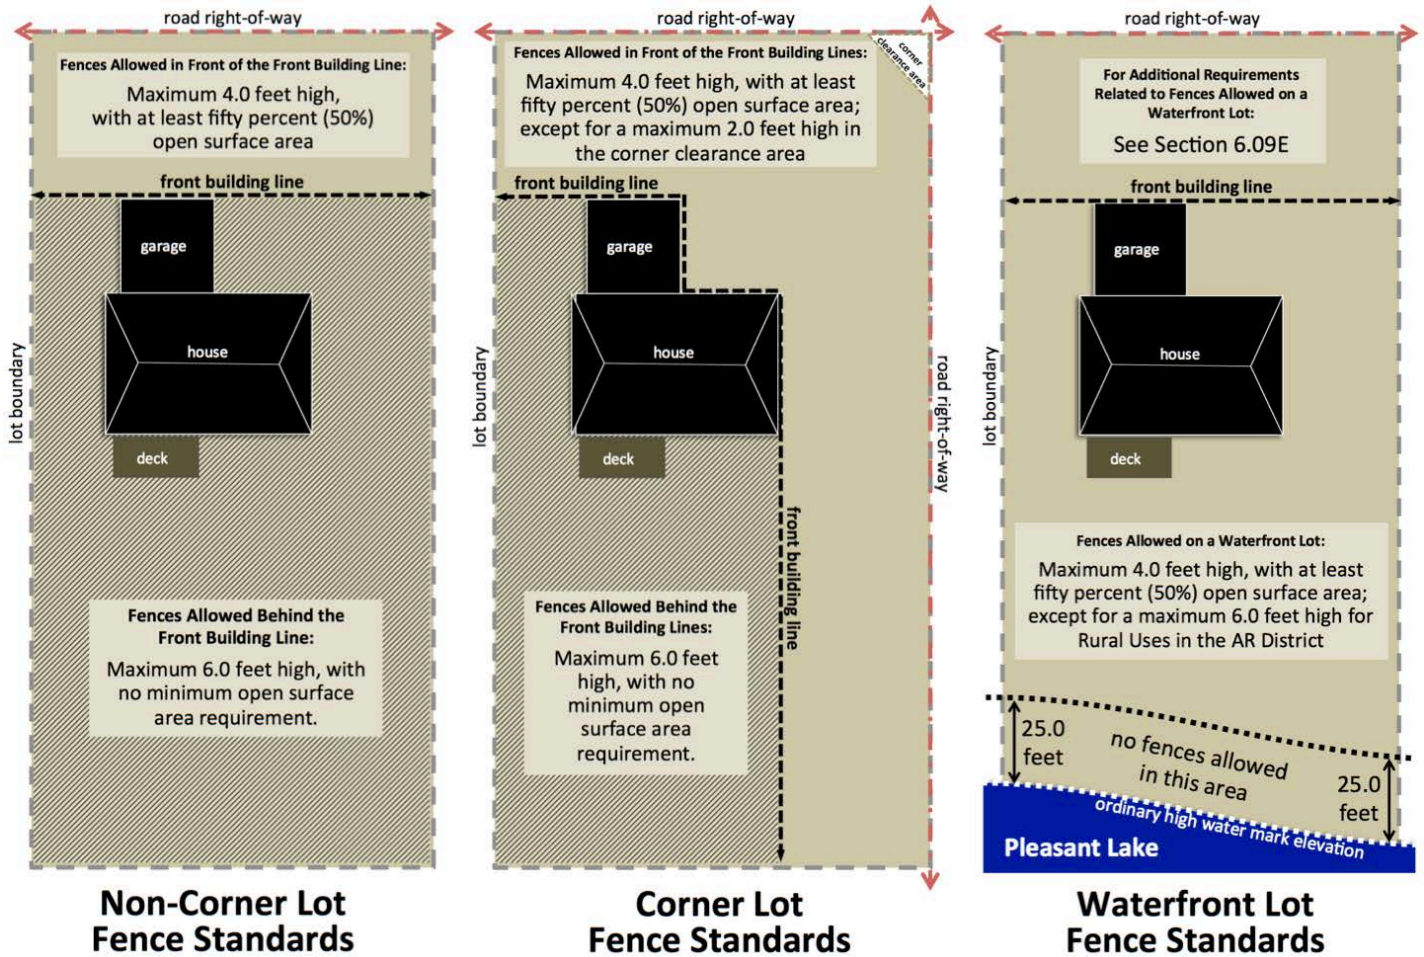 road right-of-way
Fences Allowed in Front of the Front Building Line:
Maximum 4.0 feet high,
with at least fifty percent (50%)
open surface area
front building line
garage
house
deck
lot boundary
Fences Allowed Behind the
Front Building Line:
Maximum 6.0 feet high, with
no minimum open surface
area requirement.
Non-Corner Lot
Fence Standards
road right-of-way
corner
clearance area
Fences Allowed in Front of the Front Building Lines:
Maximum 4.0 feet high, with at least
fifty percent (50%) open surface area;
except for a maximum 2.0 feet high in
the corner clearance area
front building line
garage
house
deck
lot boundary
road right-of-way
front building line
Fences Allowed Behind the
Front Building Lines:
Maximum 6.0 feet
high, with no
minimum open
surface area
requirement.
Corner Lot
Fence Standards
road right-of-way
For Additional Requirements
Related to Fences Allowed on a
Waterfront Lot:
See Section 6.09E
front building line
garage
house
deck
lot boundary
Fences Allowed on a Waterfront Lot:
Maximum 4.0 feet high, with at least
fifty percent (50%) open surface area;
except for a maximum 6.0 feet high for
Rural Uses in the AR District
25.0
feet
no fences allowed
in this area
25.0
feet
ordinary high water mark elevation
Pleasant Lake
Waterfront Lot
Fence Standards